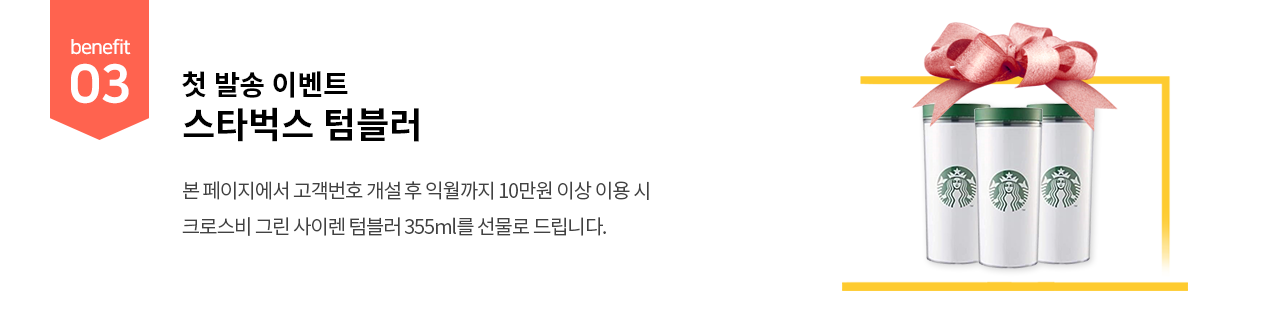 benefit
03
첫 발송 이벤트
스타벅스 텀블러
본 페이지에서 고객번호 개설 후 익월까지 10만원 이상 이용 시
크로스비 그린 사이렌 텀블러 355ml를 선물로 드립니다.